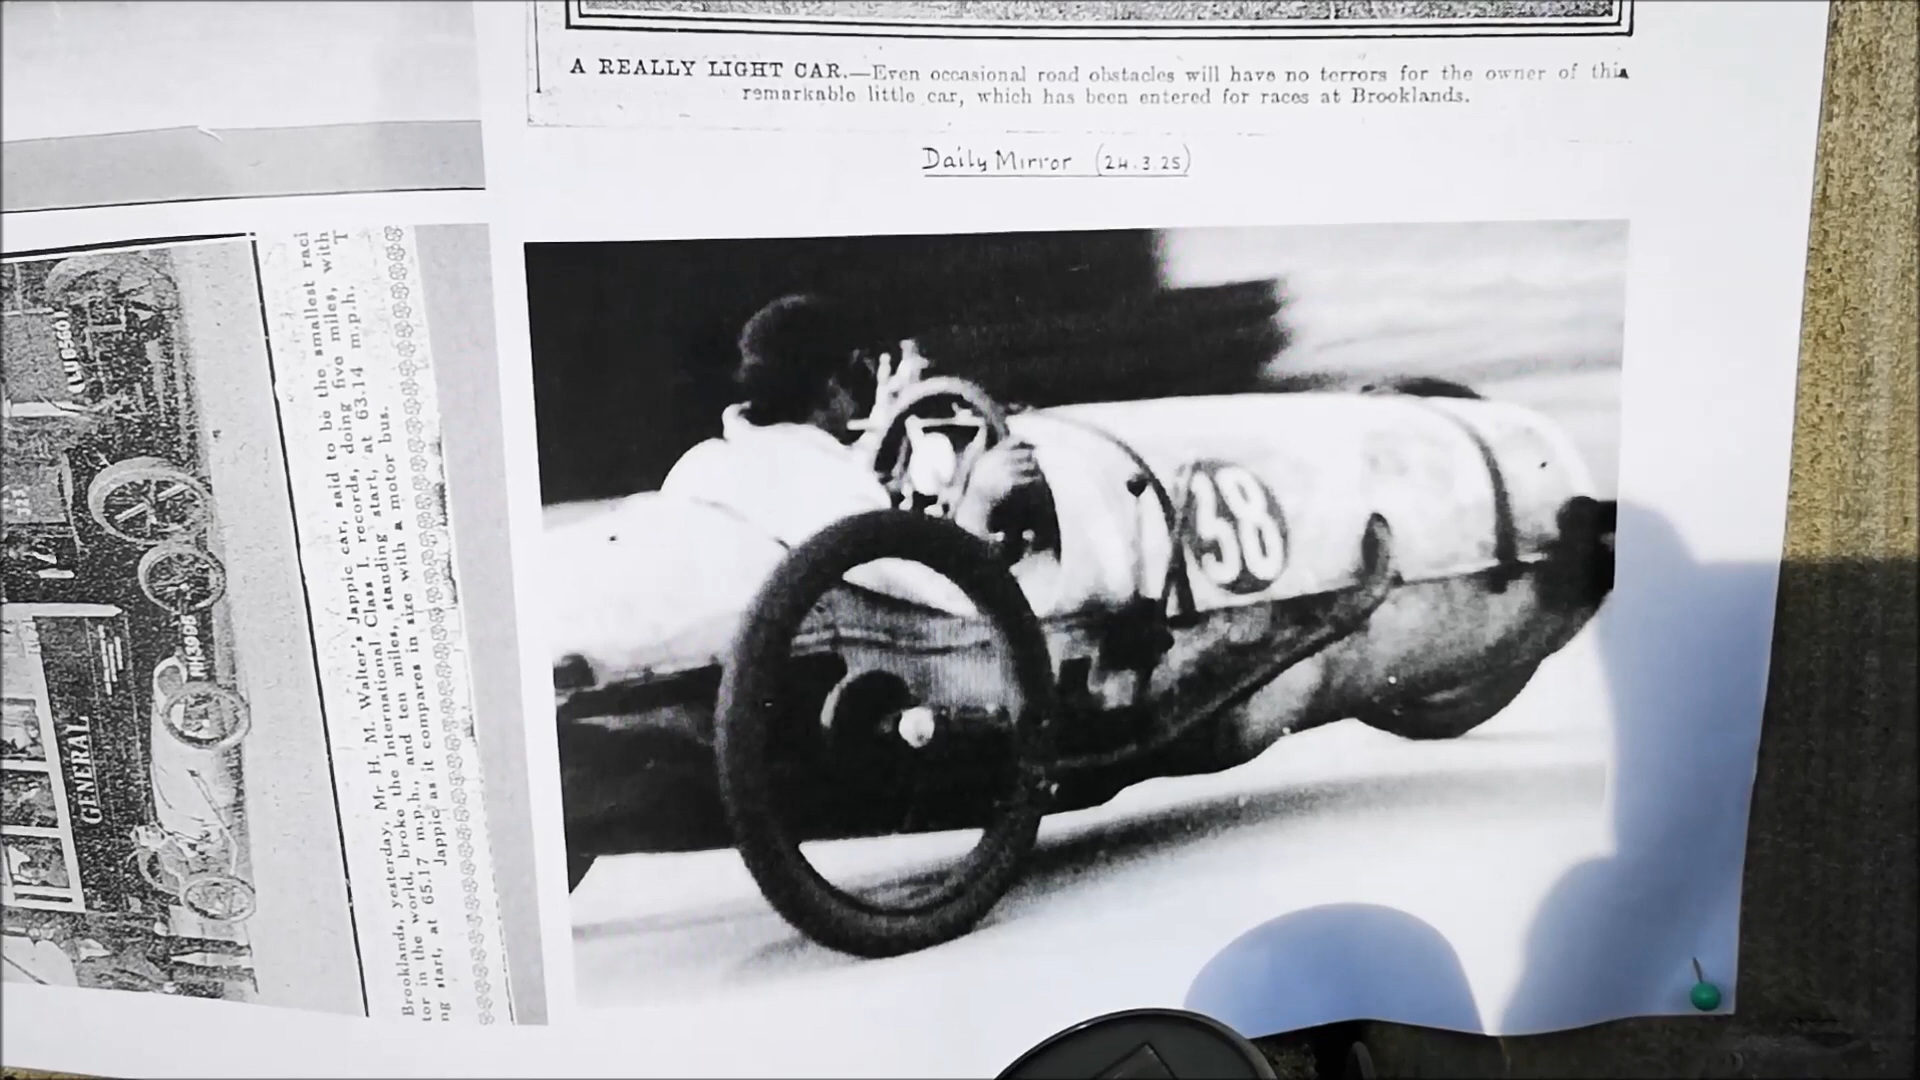 A REALLY LIGHT CAR.—Even occasional road obstacles will have no terrors for the owner of this
remarkable little car, which has been entered for races at Brooklands.
Daily Mirror (24.3.25)
38
GENERAL
Brooklands, yesterday, Mr H. M. Walter's Jappic car, said to be the smallest raci
tor in the world, broke the International Class I. records, doing five miles, with
ng start, at 65.17 m.p.h., and ten miles, standing start, at 63.14 m.p.h. T
Jappic as it compares in size with a motor bus.